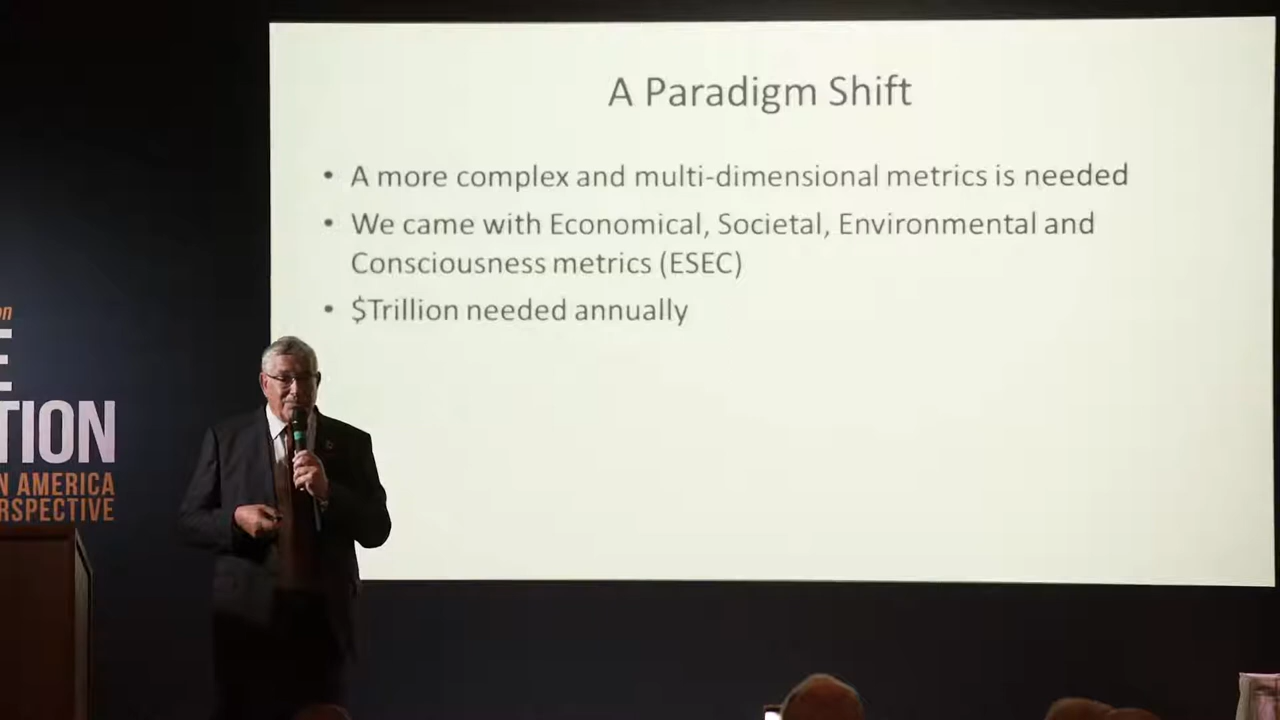 A Paradigm Shift
• A more complex and multi-dimensional metrics is needed
• We came with Economical, Societal, Environmental and
Consciousness metrics (ESEC)
• $Trillion needed annually
on
E
TION
N AMERICA
RSPECTIVE